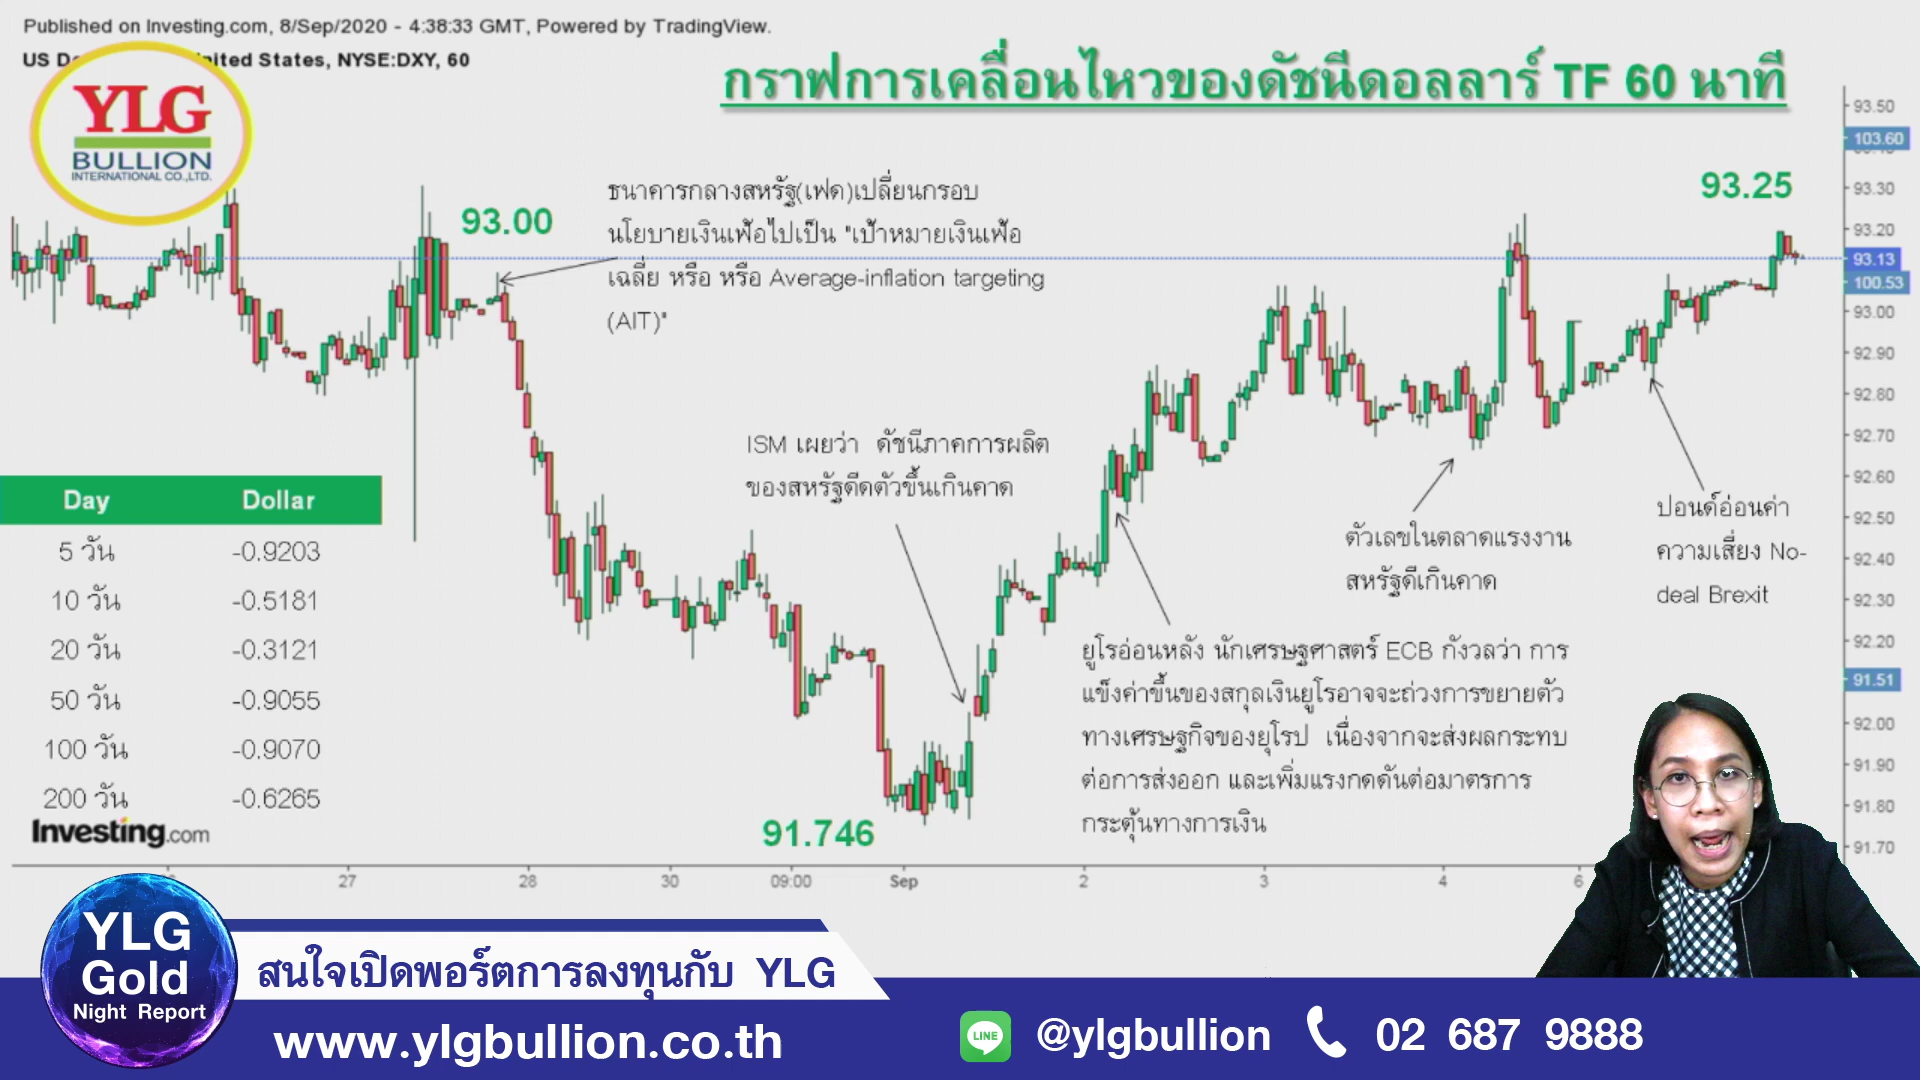 Published on Investing.com, 8/Sep/2020 - 4:38:33 GMT, Powered by TradingView.
US D ited States, NYSE:DXY, 60
YLG
BULLION
INTERNATIONAL CO.,LTD.
กราฟการเคลื่อนไหวของดัชนีดอลลาร์ TF 60 นาที
93.00
ธนาคารกลางสหรัฐ(เฟด)เปลี่ยนกรอบ
นโยบายเงินเฟ้อไปเป็น "เป้าหมายเงินเฟ้อ
เฉลี่ย หรือ หรือ Average-inflation targeting
(AIT)"
93.25
93.50
103.60
93.30
93.20
93.13
100.53
93.00
92.90
92.80
92.70
92.60
92.50
92.40
92.30
92.20
91.51
92.00
91.90
91.80
91.70
ISM เผยว่า ดัชนีภาคการผลิต
ของสหรัฐดีดตัวขึ้นเกินคาด
ตัวเลขในตลาดแรงงาน
สหรัฐดีเกินคาด
ปอนด์อ่อนค่า
ความเสี่ยง No-
deal Brexit
ยูโรอ่อนหลัง นักเศรษฐศาสตร์ ECB กังวลว่า การ
แข็งค่าขึ้นของสกุลเงินยูโรอาจจะถ่วงการขยายตัว
ทางเศรษฐกิจของยุโรป เนื่องจากจะส่งผลกระทบ
ต่อการส่งออก และเพิ่มแรงกดดันต่อมาตรการ
กระตุ้นทางการเงิน
Day Dollar
5 วัน -0.9203
10 วัน -0.5181
20 วัน -0.3121
50 วัน -0.9055
100 วัน -0.9070
200 วัน -0.6265
Investing.com
91.746
27 28 30 09:00 Sep 2 3 4 6
YLG
Gold
Night Report
สนใจเปิดพอร์ตการลงทุนกับ YLG
www.ylgbullion.co.th
LINE
@ylgbullion 02 687 9888